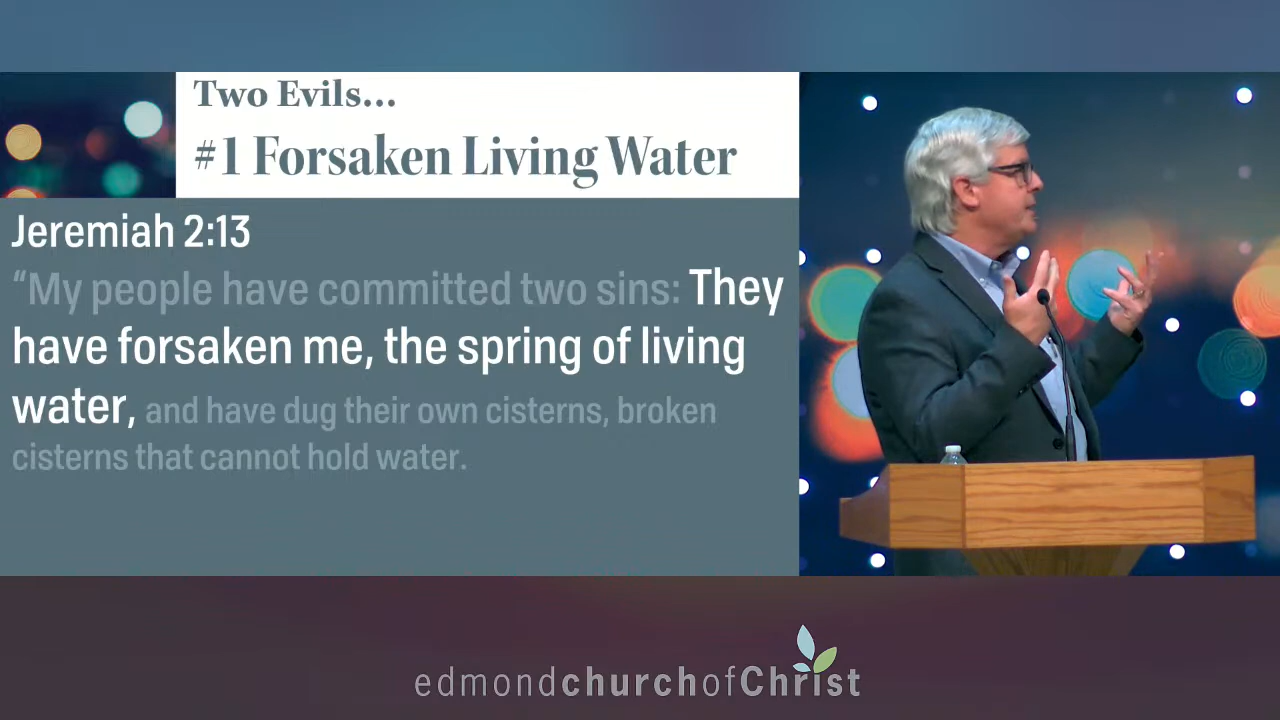 Two Evils...
#1 Forsaken Living Water
Jeremiah 2:13
“My people have committed two sins: They
have forsaken me, the spring of living
water, and have dug their own cisterns, broken
cisterns that cannot hold water.
edmondchurchofChrist